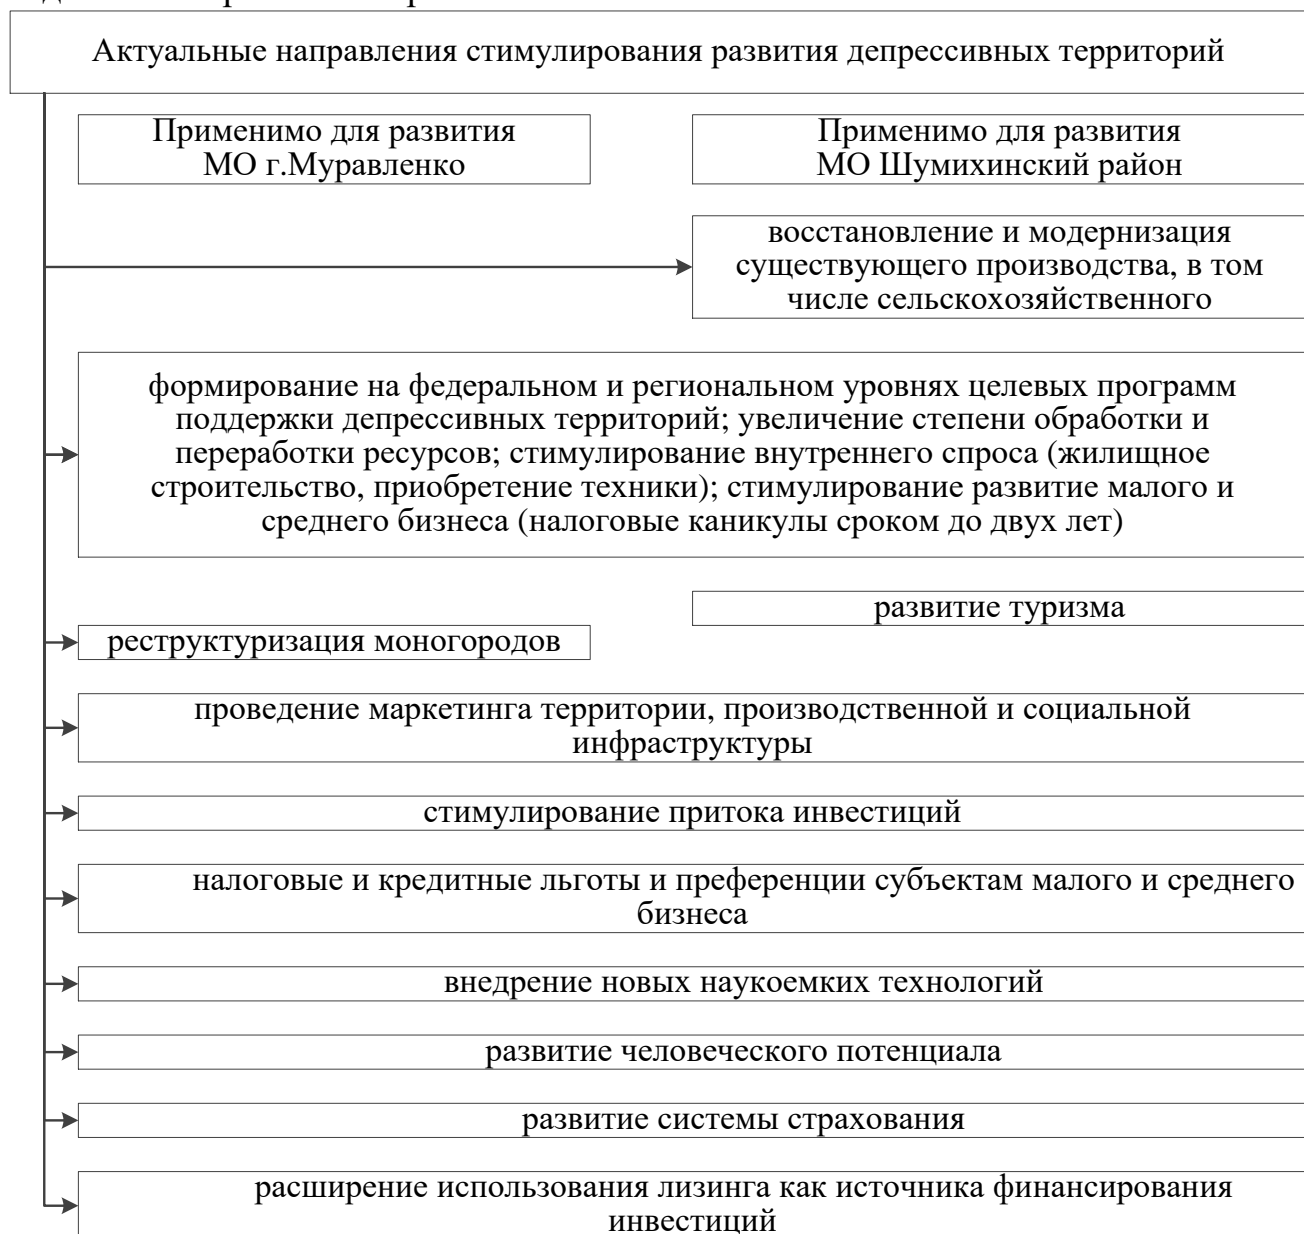 Актуальные направления стимулирования развития депрессивных территорий
Применимо для развития
МО г.Муравленко
Применимо для развития
МО Шумихинский район
восстановление и модернизация
существующего производства, в том
числе сельскохозяйственного
формирование на федеральном и региональном уровнях целевых программ
поддержки депрессивных территорий; увеличение степени обработки и
переработки ресурсов; стимулирование внутреннего спроса (жилищное
строительство, приобретение техники); стимулирование развитие малого и
среднего бизнеса (налоговые каникулы сроком до двух лет)
развитие туризма
реструктуризация моногородов
проведение маркетинга территории, производственной и социальной
инфраструктуры
стимулирование притока инвестиций
налоговые и кредитные льготы и преференции субъектам малого и среднего
бизнеса
внедрение новых наукоемких технологий
развитие человеческого потенциала
развитие системы страхования
расширение использования лизинга как источника финансирования
инвестиций